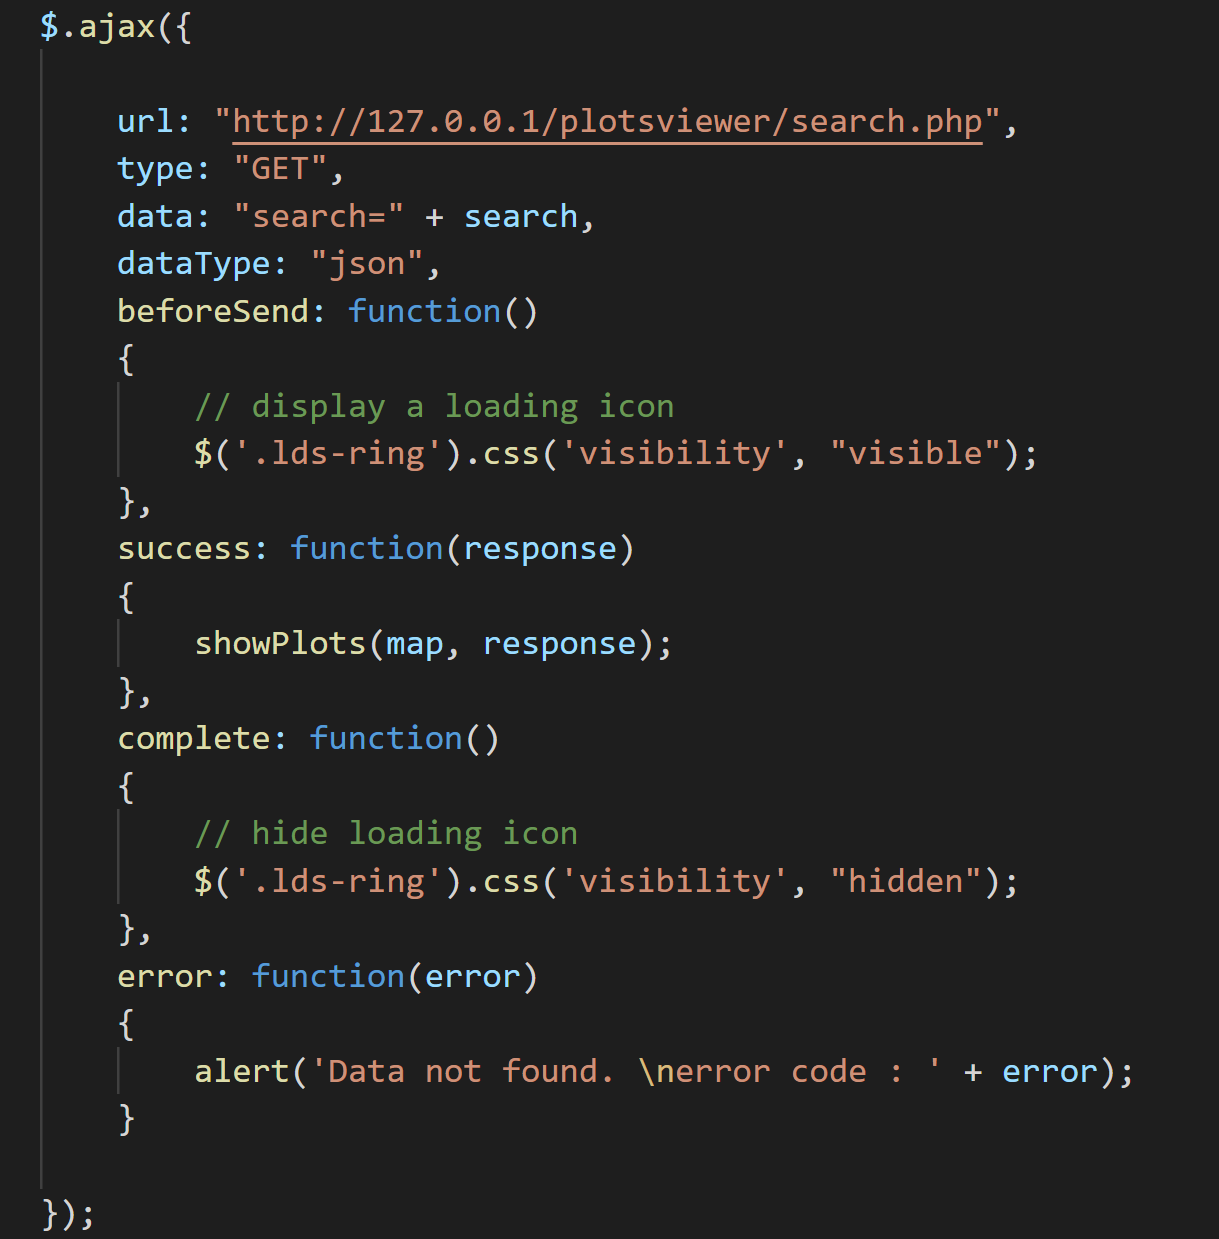 $.ajax({
url: "http://127.0.0.1/plotsviewer/search.php",
type: "GET",
data: "search=" + search,
dataType: "json",
beforeSend: function()
{
// display a loading icon
$('.lds-ring').css('visibility', "visible");
},
success: function(response)
{
showPlots(map, response);
},
complete: function()
{
// hide loading icon
$('.lds-ring').css('visibility', "hidden");
},
error: function(error)
{
alert('Data not found. \nerror code : ' + error);
}
});